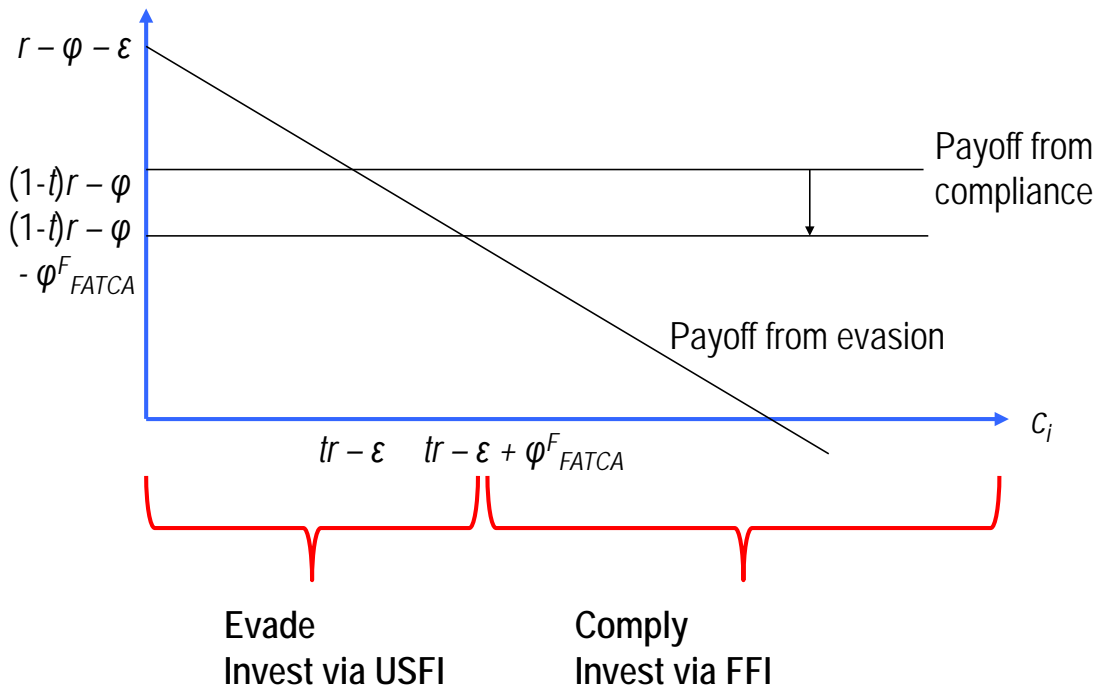 r – φ – ε
(1-t)r – φ
(1-t)r – φ
- φ^F_FATCA
Payoff from
compliance
Payoff from evasion
c_i
tr – ε tr – ε + φ^F_FATCA
Evade
Invest via USFI
Comply
Invest via FFI